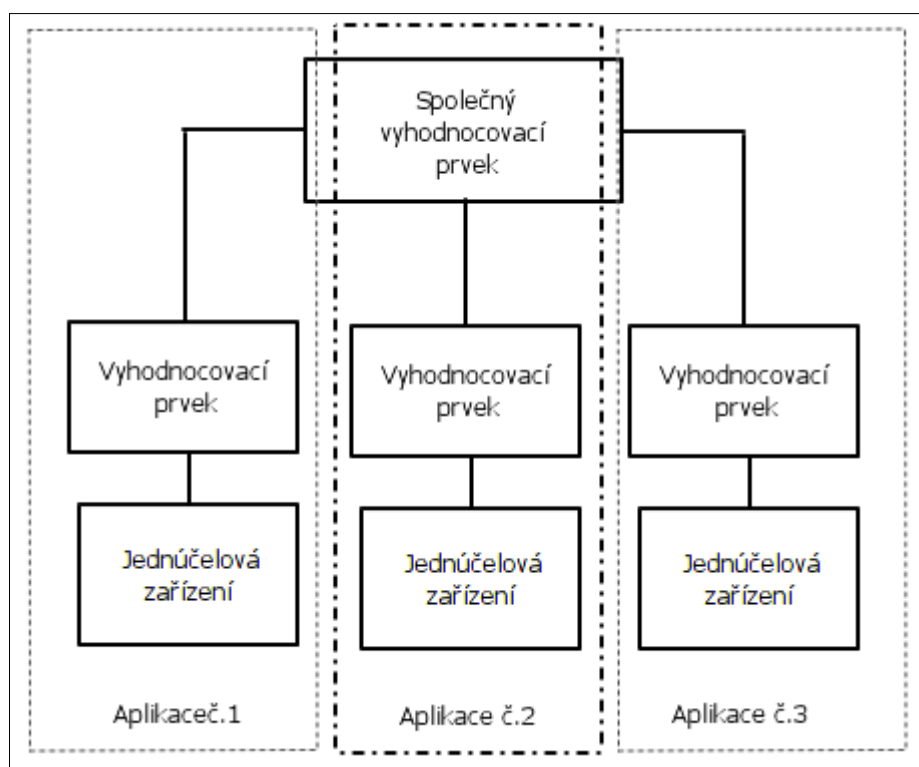 Společný
vyhodnocovací
prvek
Vyhodnocovací
prvek
Vyhodnocovací
prvek
Vyhodnocovací
prvek
Jednúčelová
zařízení
Jednúčelová
zařízení
Jednúčelová
zařízení
Aplikaceč.1
Aplikace č.2
Aplikace č.3